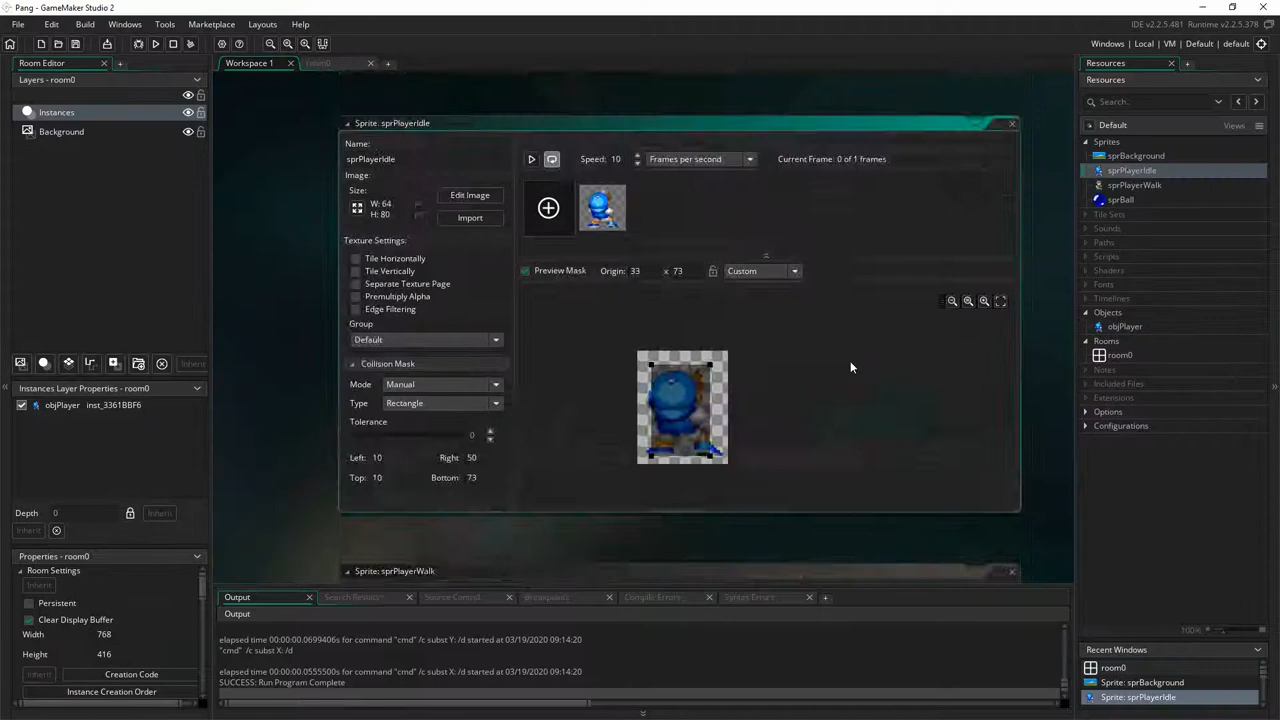 Pang - GameMaker Studio 2
File Edit Build Windows Tools Marketplace Layouts Help
IDE v2.2.5.481 Runtime v2.2.5.378
Windows | Local | VM | Default | default
Room Editor
Workspace 1
room0
Resources
Layers - room0
Resources
Instances
Background
Search...
Default
Views
Sprites
sprBackground
sprPlayerIdle
sprPlayerWalk
sprBall
Tile Sets
Sounds
Paths
Scripts
Shaders
Fonts
Timelines
Objects
objPlayer
Rooms
room0
Notes
Included Files
Extensions
Options
Configurations
Sprite: sprPlayerIdle
Name:
sprPlayerIdle
Image:
Size:
W: 64
H: 80
Edit Image
Import
Texture Settings:
Tile Horizontally
Tile Vertically
Separate Texture Page
Premultiply Alpha
Edge Filtering
Group
Default
Collision Mask
Mode Manual
Type Rectangle
Tolerance
0
Left: 10 Right 50
Top: 10 Bottom 73
Speed: 10 Frames per second Current Frame: 0 of 1 frames
Preview Mask Origin: 33 x 73 Custom
Sprite: sprPlayerWalk
Inherit
Instances Layer Properties - room0
objPlayer inst_3361BBF6
Depth 0 Inherit
Inherit
Properties - room0
Room Settings
Inherit
Persistent
Clear Display Buffer
Width 768
Height 416
Inherit Creation Code
Instance Creation Order
Output Search Results* Source Control Breakpoints Compile Errors Syntax Errors
Output
elapsed time 00:00:00.0699406s for command "cmd" /c subst Y: /d started at 03/19/2020 09:14:20
"cmd" /c subst X: /d
elapsed time 00:00:00.0555500s for command "cmd" /c subst X: /d started at 03/19/2020 09:14:20
SUCCESS: Run Program Complete
100%
Recent Windows
room0
Sprite: sprBackground
Sprite: sprPlayerIdle